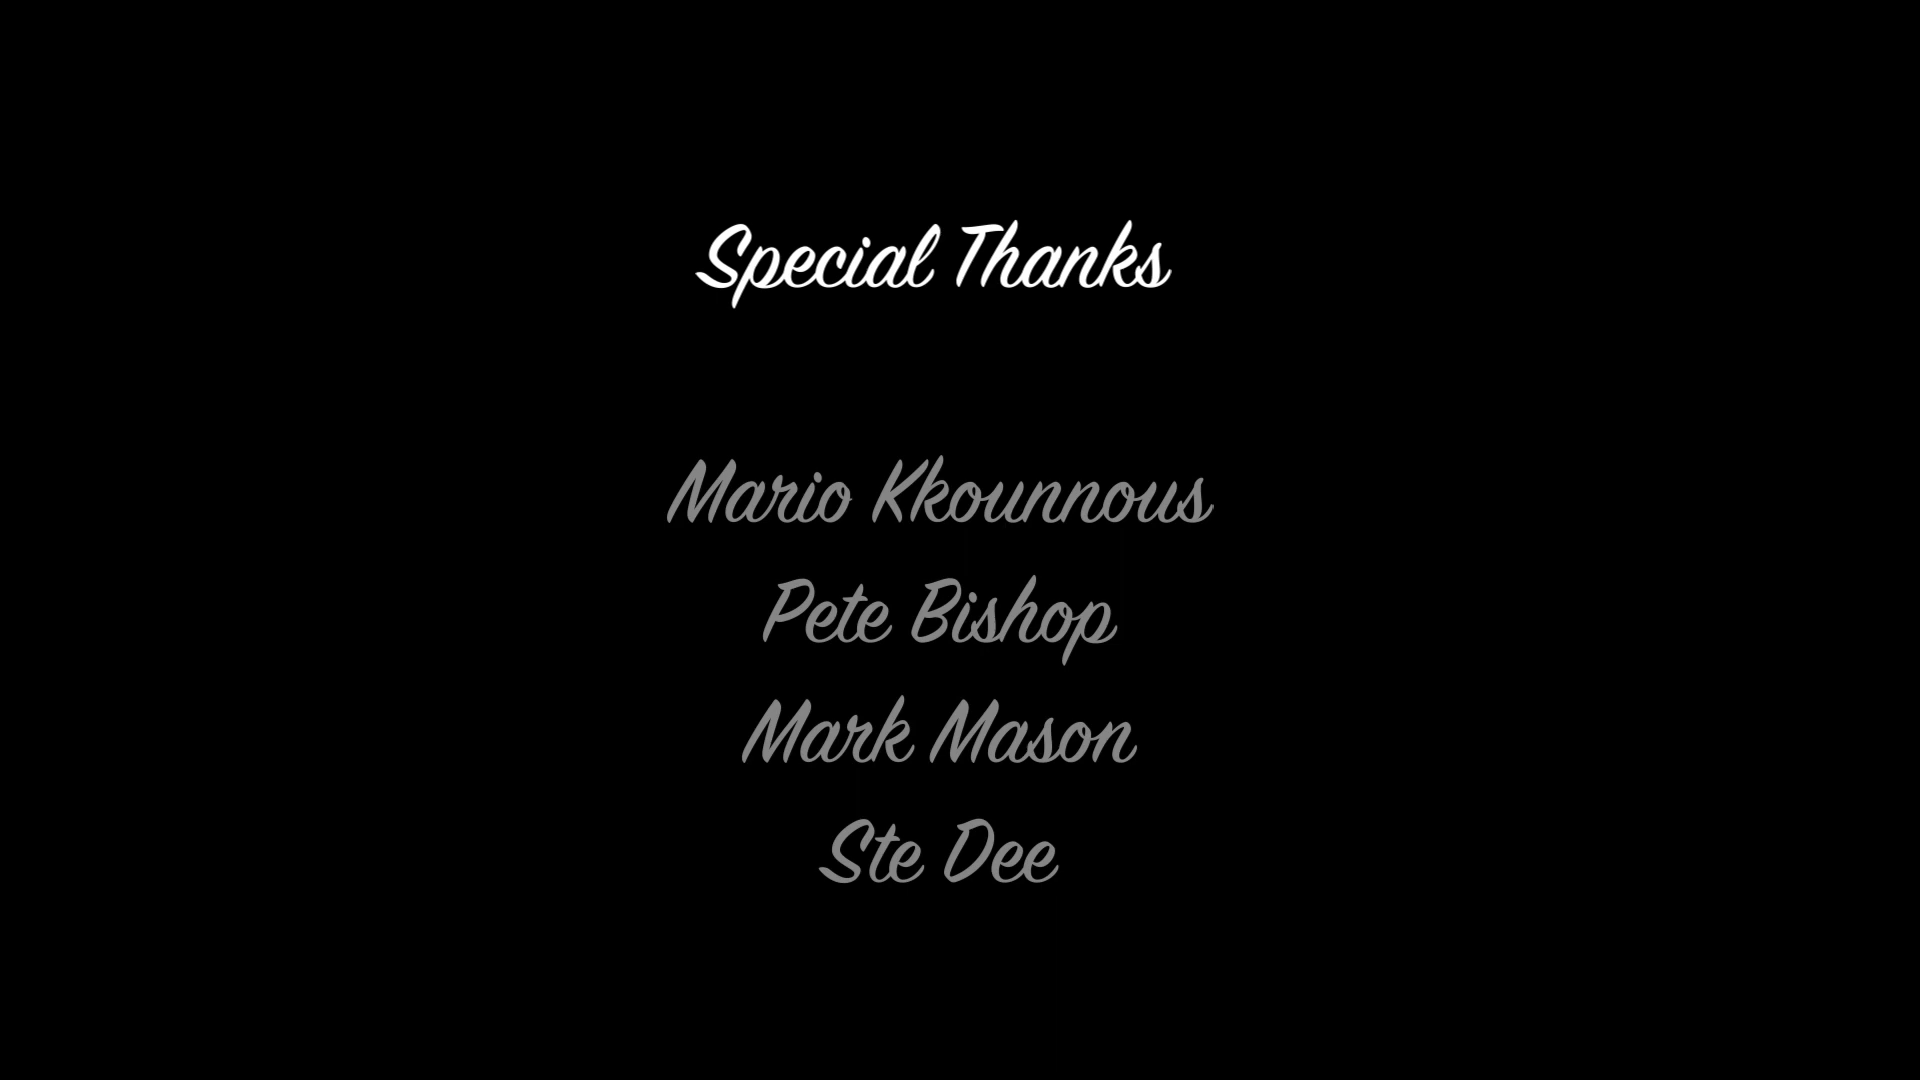 Special Thanks
Mario Kkounnous
Pete Bishop
Mark Mason
Ste Dee